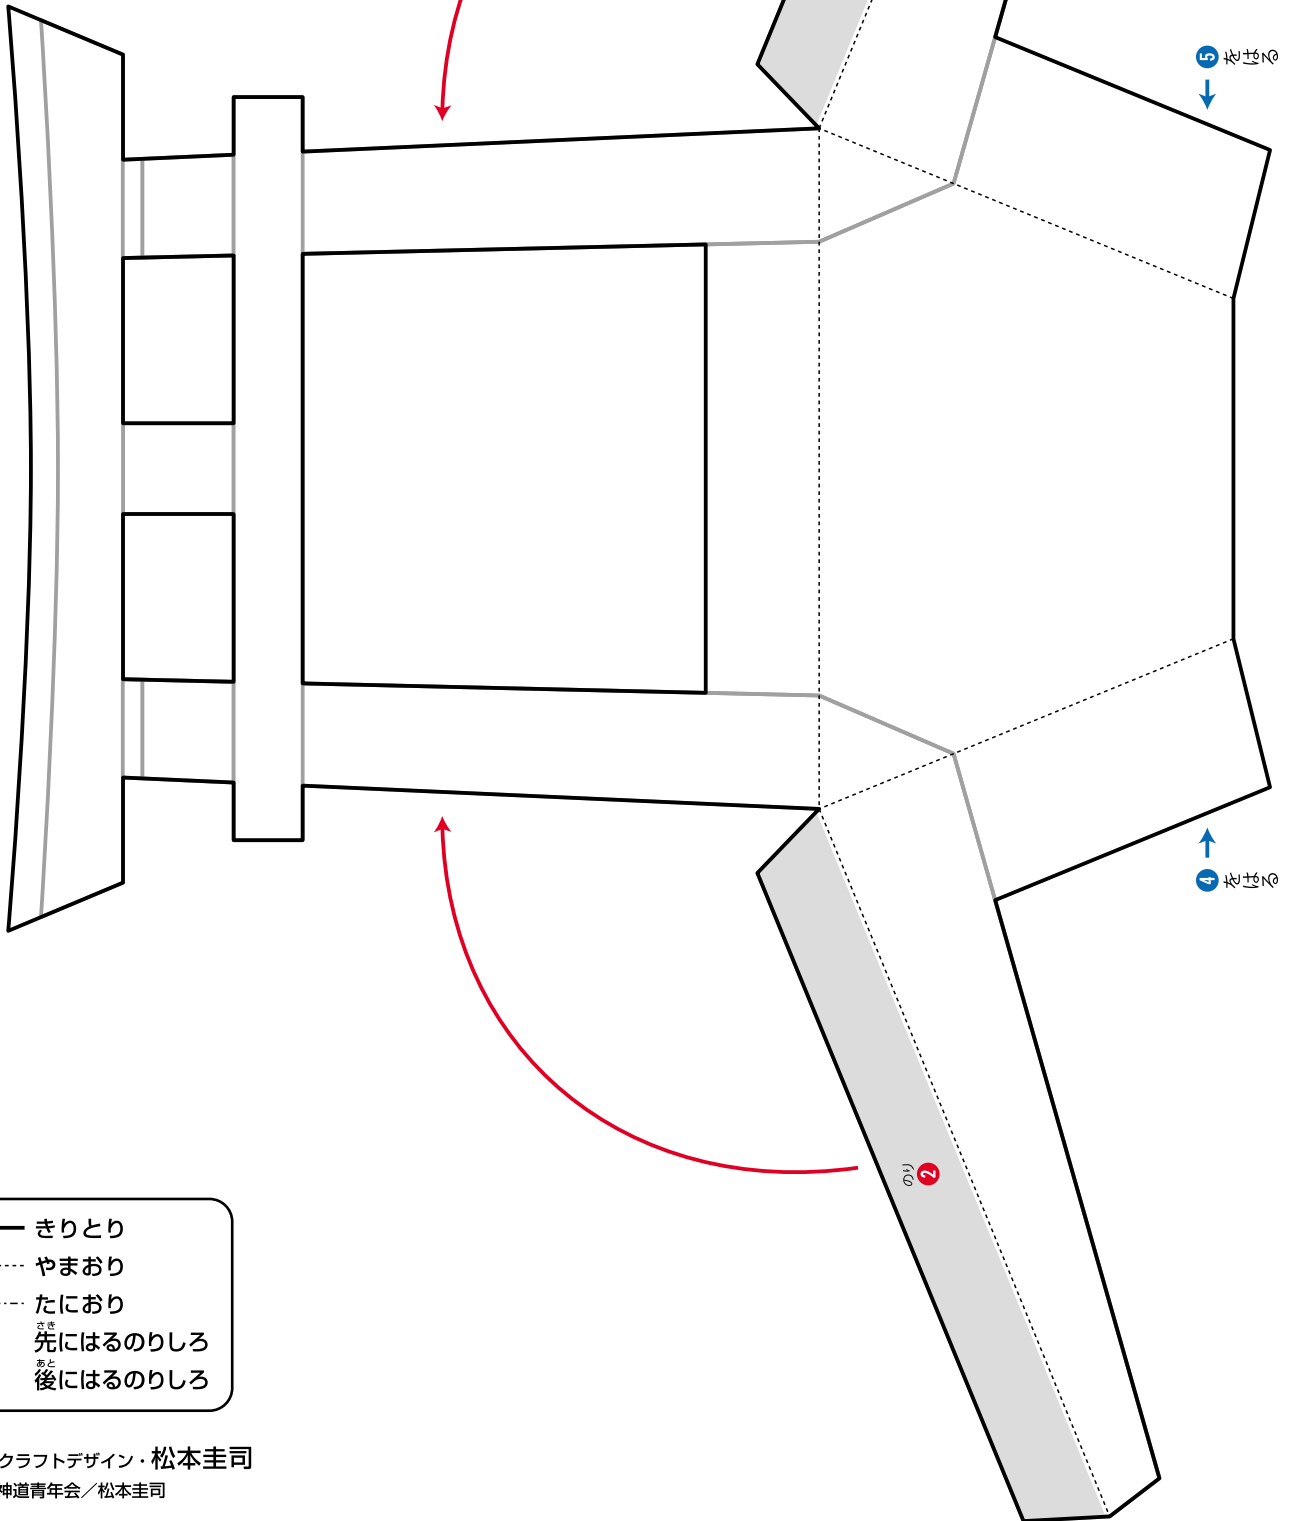 5 をはる
4 をはる
のり
2
きりとり
やまおり
たにおり
さき
先にはるのりしろ
あと
後にはるのりしろ
クラフトデザイン・松本圭司
神道青年会／松本圭司